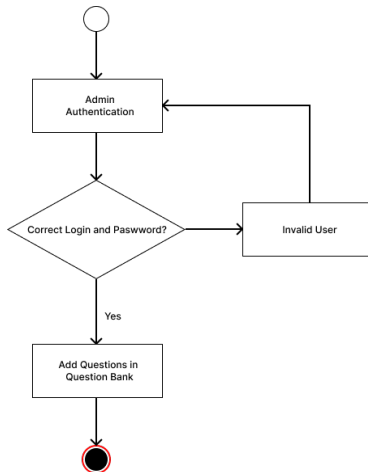 Admin
Authentication
Correct Login and Paswword?
Invalid User
Yes
Add Questions in
Question Bank